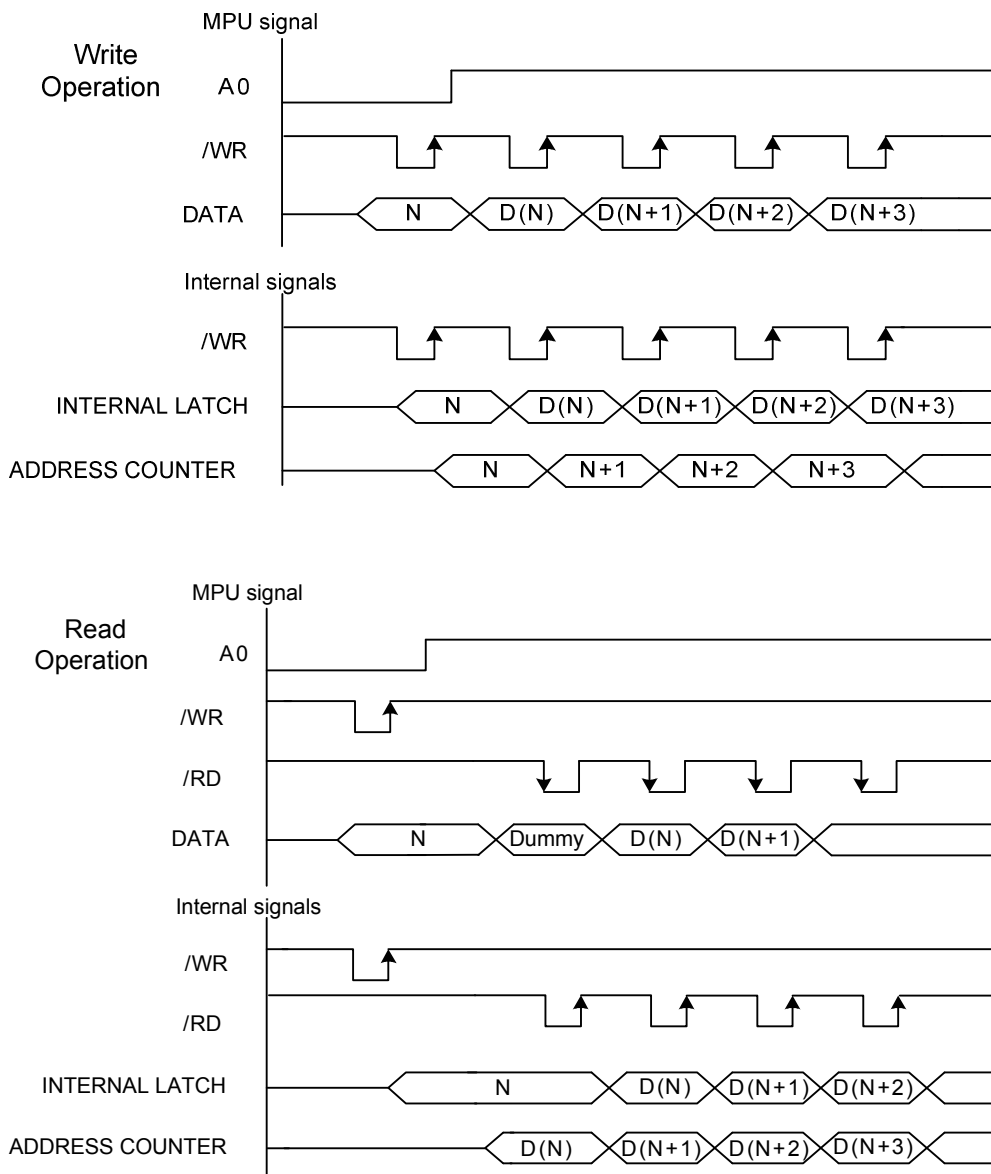 MPU signal
Write
Operation
A0
/WR
DATA N D(N) D(N+1) D(N+2) D(N+3)
Internal signals
/WR
INTERNAL LATCH N D(N) D(N+1) D(N+2) D(N+3)
ADDRESS COUNTER N N+1 N+2 N+3
MPU signal
Read
Operation
A0
/WR
/RD
DATA N Dummy D(N) D(N+1)
Internal signals
/WR
/RD
INTERNAL LATCH N D(N) D(N+1) D(N+2)
ADDRESS COUNTER D(N) D(N+1) D(N+2) D(N+3)